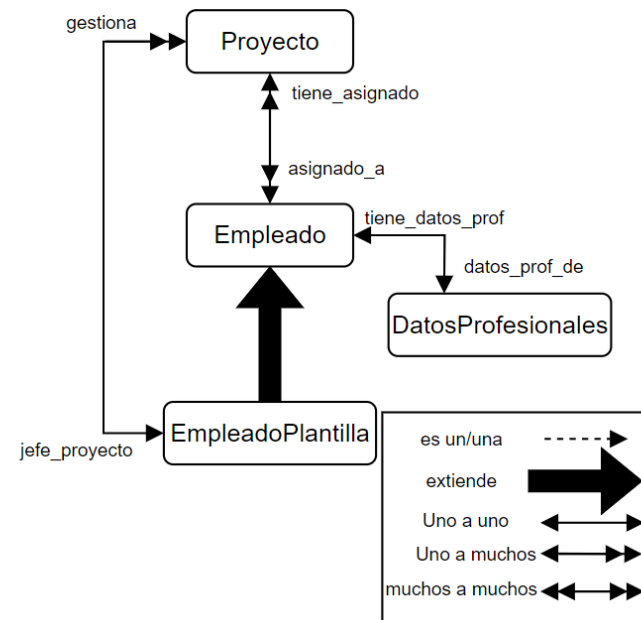 gestiona
Proyecto
tiene_asignado
asignado_a
Empleado
tiene_datos_prof
datos_prof_de
DatosProfesionales
EmpleadoPlantilla
jefe_proyecto
es un/una
extiende
Uno a uno
Uno a muchos
muchos a muchos